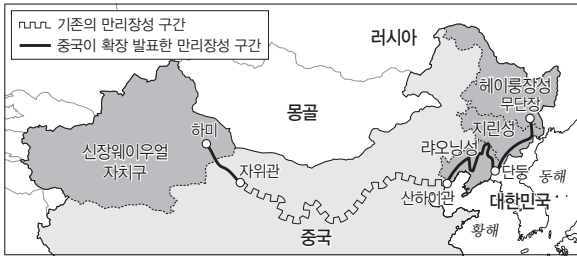 기존의 만리장성 구간
중국이 확장 발표한 만리장성 구간
러시아
헤이룽장성
무단장
몽골
지린성
하미
랴오닝성
신장웨이우얼
자치구
자위관
단둥
동해
산하이관
대한민국
중국
황해